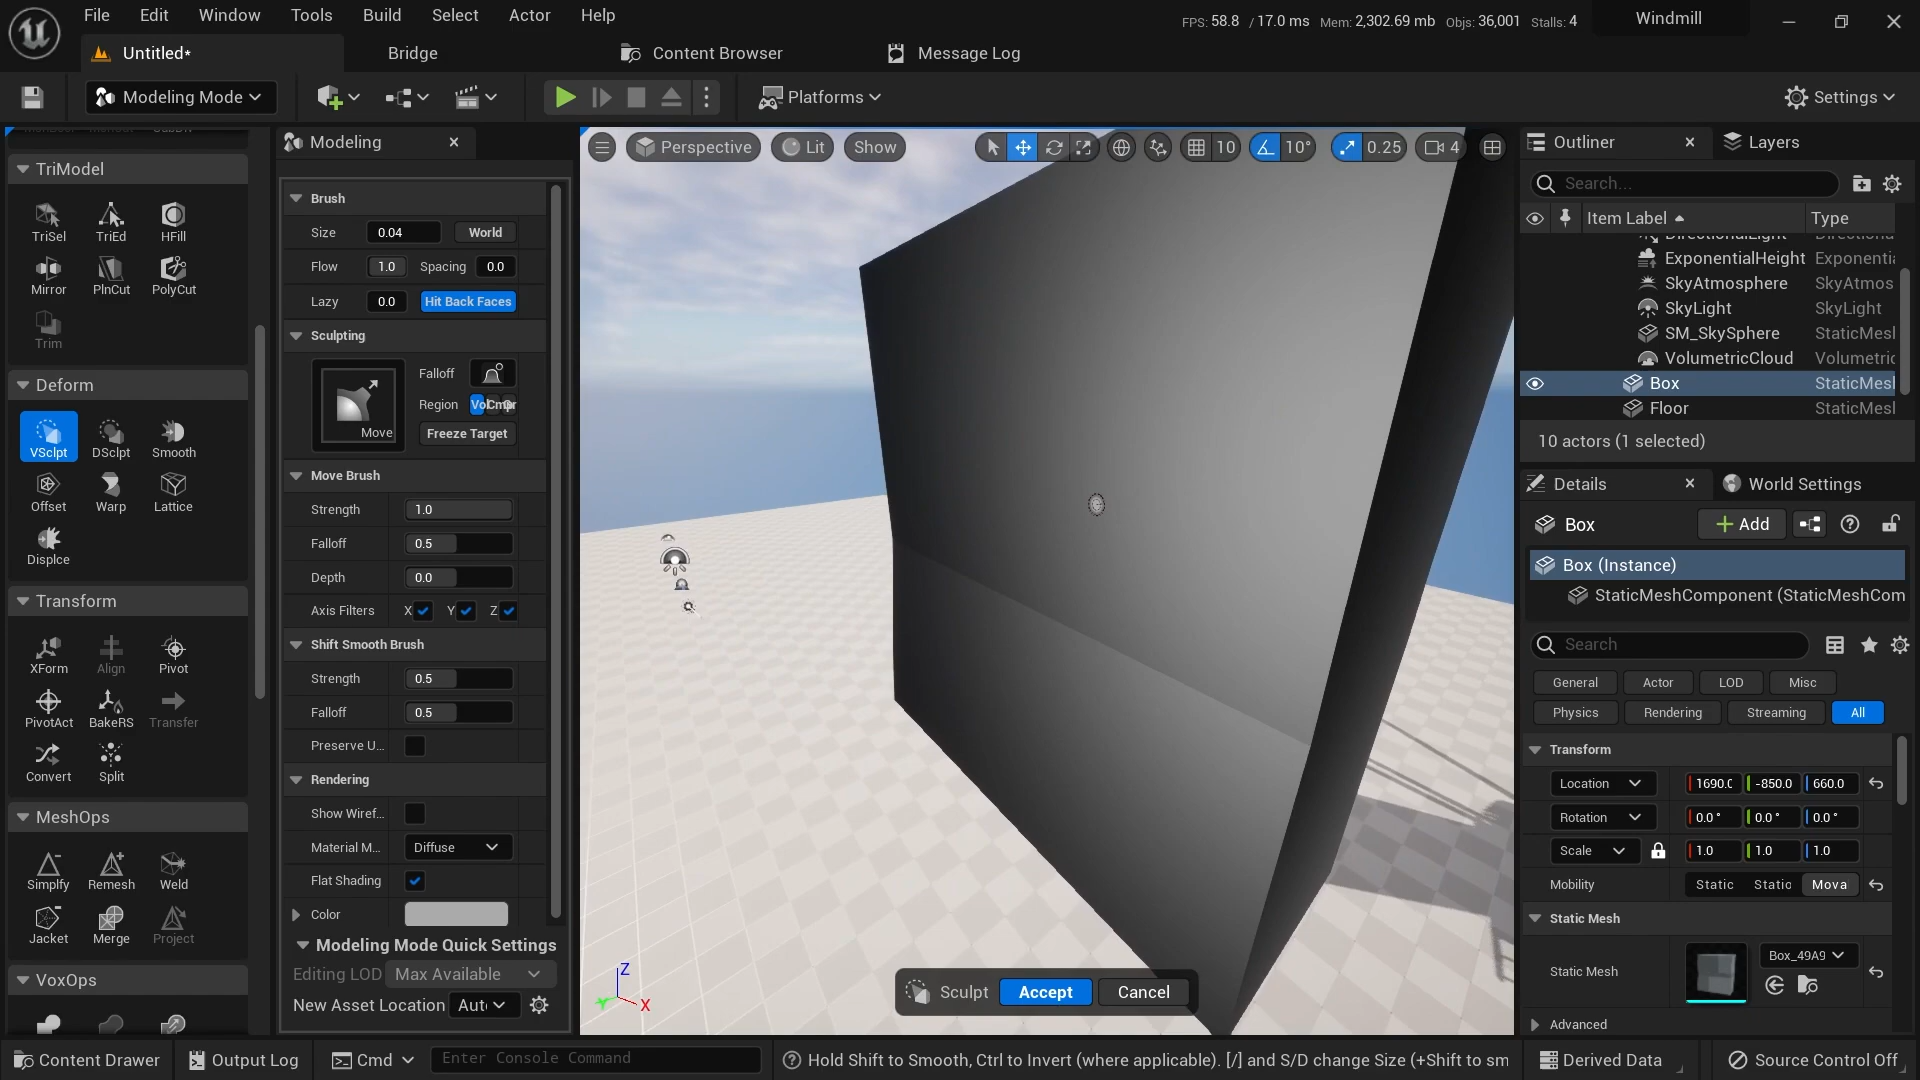 File Edit Window Tools Build Select Actor Help
FPS: 58.8 / 17.0 ms Mem: 2,302.69 mb Objs: 36,001 Stalls: 4
Windmill
Untitled*
Bridge
Content Browser
Message Log
Modeling Mode
Platforms
Settings
TriModel
TriSel TriEd HFill
Mirror PlnCut PolyCut
Trim
Deform
VSclpt DSclpt Smooth
Offset Warp Lattice
Displce
Transform
XForm Align Pivot
PivotAct BakeRS Transfer
Convert Split
MeshOps
Simplfy Remesh Weld
Jacket Merge Project
VoxOps
Modeling
Brush
Size 0.04 World
Flow 1.0 Spacing 0.0
Lazy 0.0 Hit Back Faces
Sculpting
Falloff
Region
Move
Freeze Target
Move Brush
Strength 1.0
Falloff 0.5
Depth 0.0
Axis Filters X Y Z
Shift Smooth Brush
Strength 0.5
Falloff 0.5
Preserve U...
Rendering
Show Wiref...
Material M... Diffuse
Flat Shading
Color
Modeling Mode Quick Settings
Editing LOD Max Available
New Asset Location Aut
Perspective Lit Show
10 10° 0.25 4
Z
X
Sculpt Accept Cancel
Outliner
Layers
Search...
Item Label Type
DirectionalLight Directiona
ExponentialHeight Exponentia
SkyAtmosphere SkyAtmos
SkyLight SkyLight
SM_SkySphere StaticMesl
VolumetricCloud Volumetric
Box StaticMesl
Floor StaticMesl
10 actors (1 selected)
Details
World Settings
Box
Add
Box (Instance)
StaticMeshComponent (StaticMeshCom
Search
General Actor LOD Misc
Physics Rendering Streaming All
Transform
Location 1690.0 -850.0 660.0
Rotation 0.0° 0.0° 0.0°
Scale 1.0 1.0 1.0
Mobility Static Statio Mova
Static Mesh
Static Mesh
Box_49A9
Advanced
Content Drawer
Output Log
Cmd
Enter Console Command
Hold Shift to Smooth, Ctrl to Invert (where applicable). [/] and S/D change Size (+Shift to sm
Derived Data
Source Control Off